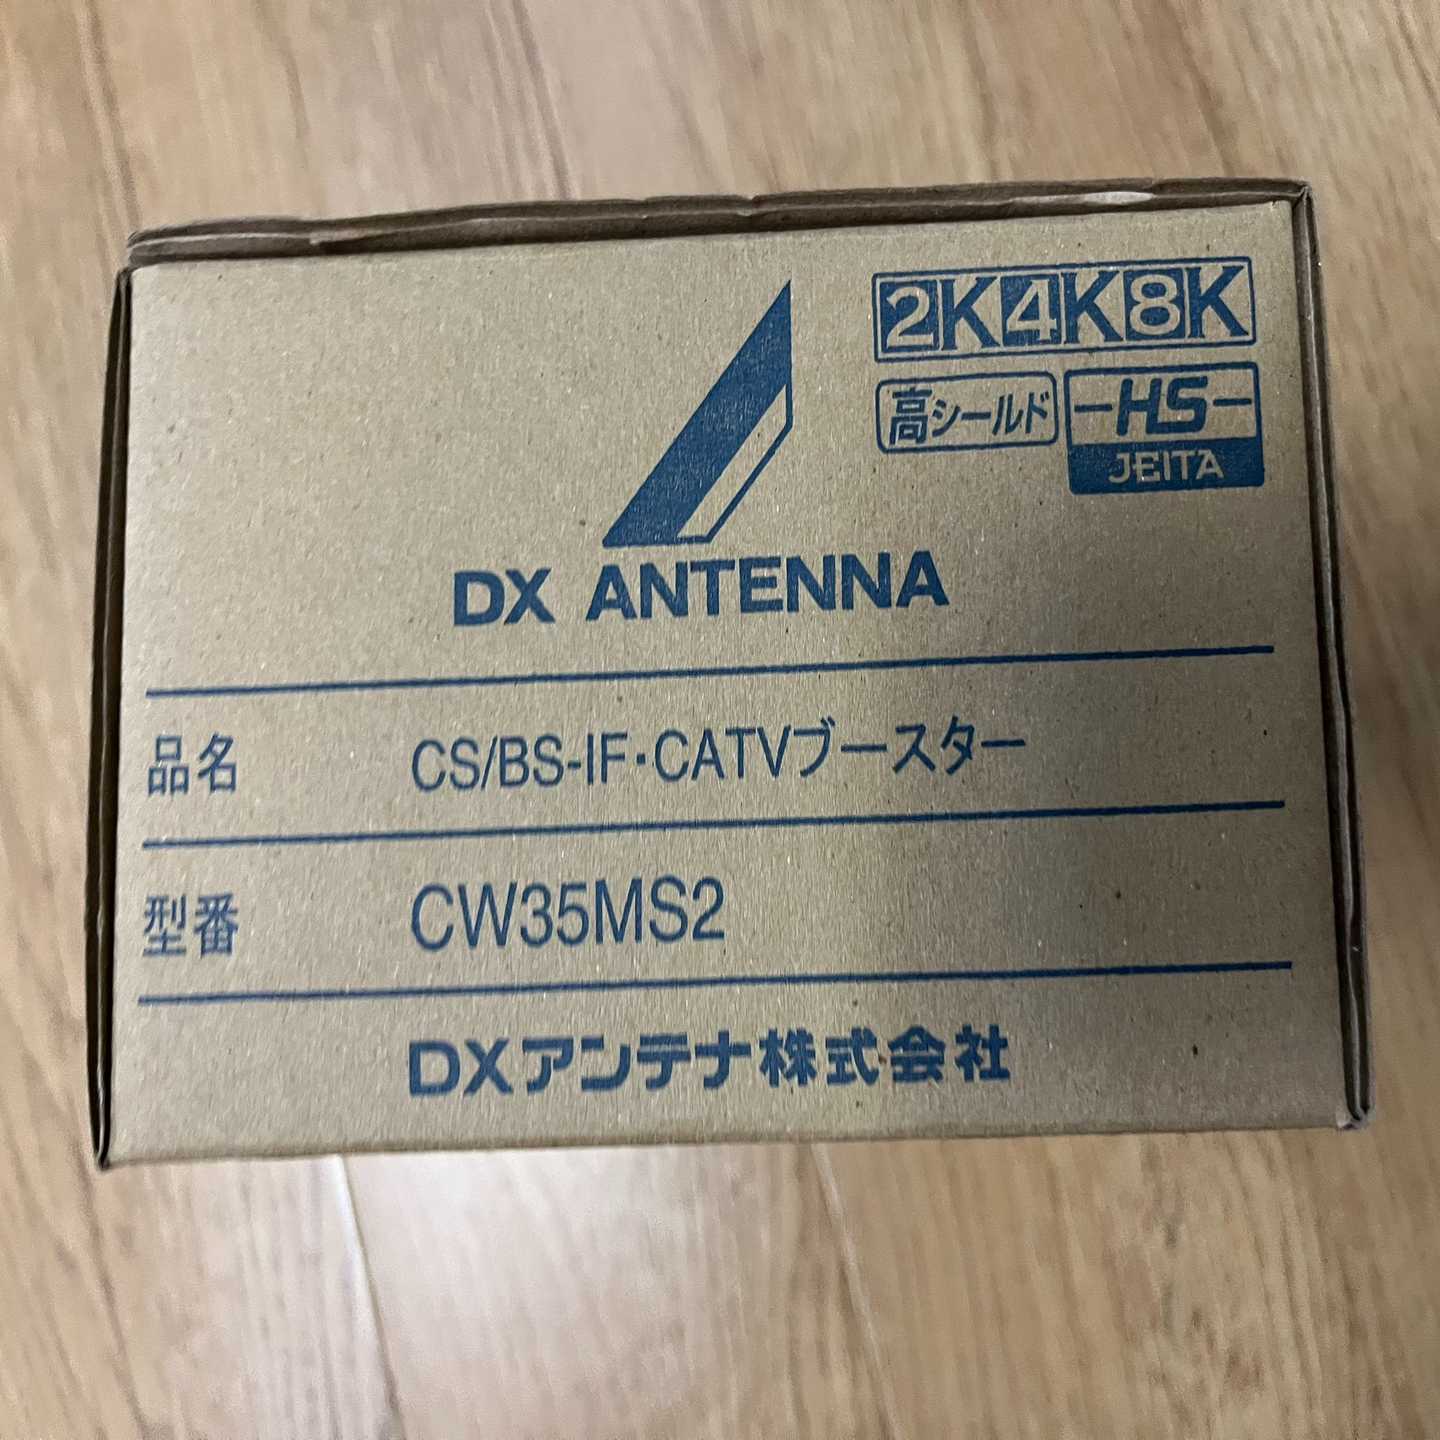 2K4K8K
高シールド
HS
JEITA
DX ANTENNA
品名 CS/BS-IF・CATVブースター
型番 CW35MS2
DXアンテナ株式会社